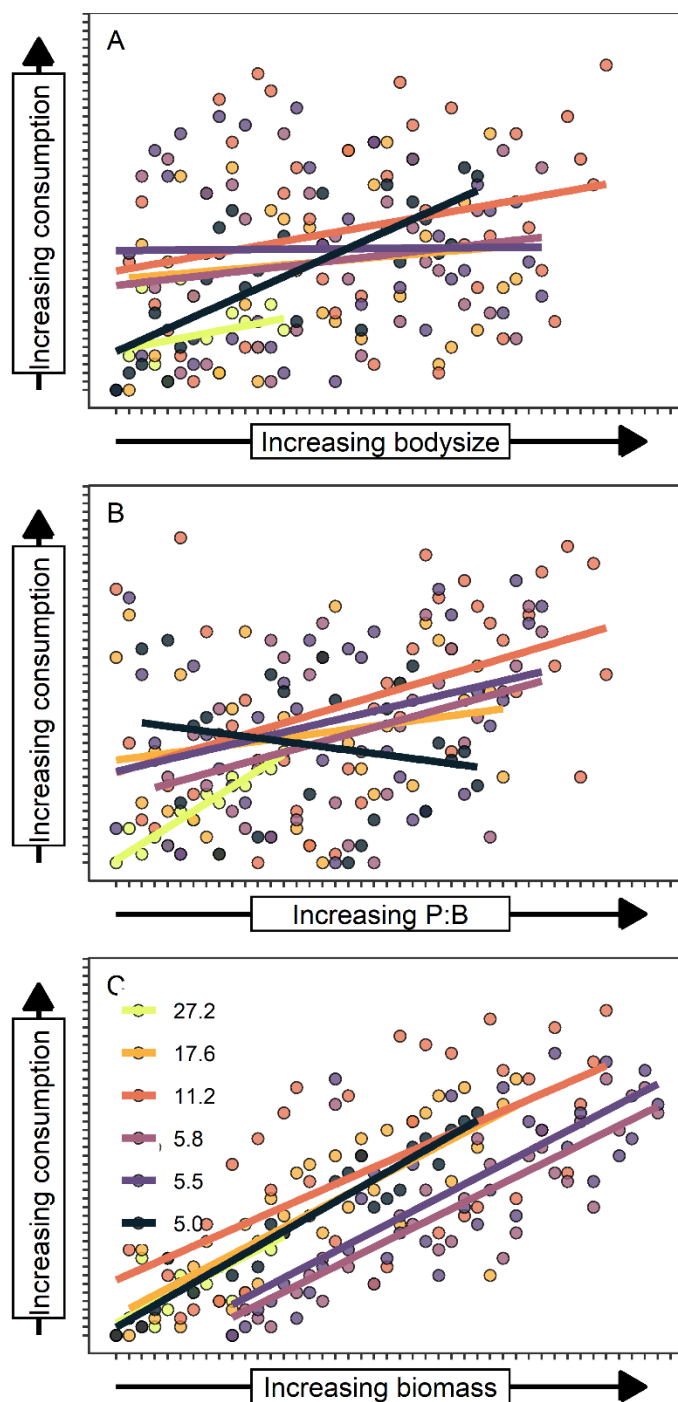 A
Increasing consumption
Increasing bodysize
B
Increasing consumption
Increasing P:B
C
Increasing consumption
27.2
17.6
11.2
5.8
5.5
5.0
Increasing biomass